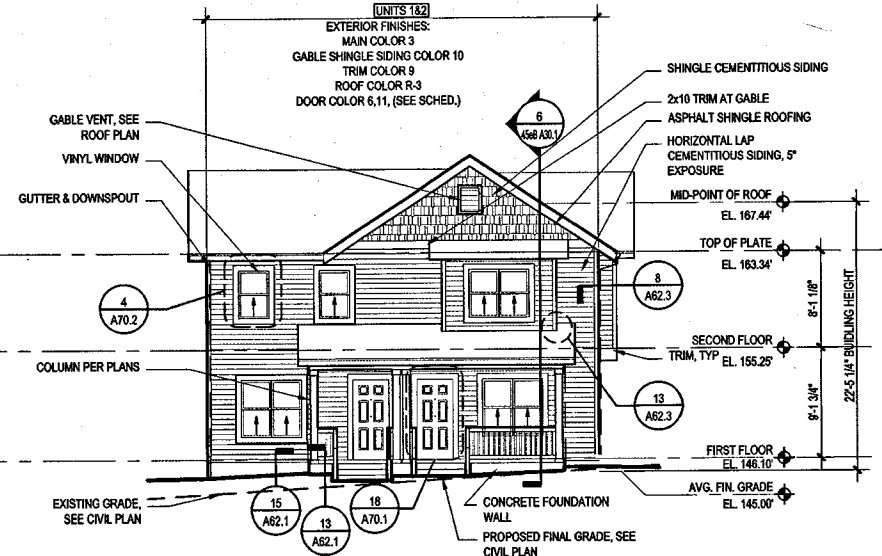 UNITS 1&2
EXTERIOR FINISHES:
MAIN COLOR 3
GABLE SHINGLE SIDING COLOR 10
TRIM COLOR 9
ROOF COLOR R-3
DOOR COLOR 6,11, (SEE SCHED.)
GABLE VENT, SEE
ROOF PLAN
VINYL WINDOW
GUTTER & DOWNSPOUT
4
A70.2
COLUMN PER PLANS
EXISTING GRADE,
SEE CIVIL PLAN
15
A62.1
13
A62.1
18
A70.1
6
A30.1
SHINGLE CEMENTITIOUS SIDING
2x10 TRIM AT GABLE
ASPHALT SHINGLE ROOFING
HORIZONTAL LAP
CEMENTITIOUS SIDING, 5"
EXPOSURE
MID-POINT OF ROOF
EL. 167.44'
TOP OF PLATE
EL. 163.34'
8
A62.3
8'-1 1/8"
SECOND FLOOR
TRIM, TYP
EL. 155.25'
13
A62.3
9'-1 3/4"
22'-5 1/4" BUIDLING HEIGHT
FIRST FLOOR
EL. 146.10'
AVG. FIN. GRADE
EL. 145.00'
CONCRETE FOUNDATION
WALL
PROPOSED FINAL GRADE, SEE
CIVIL PLAN